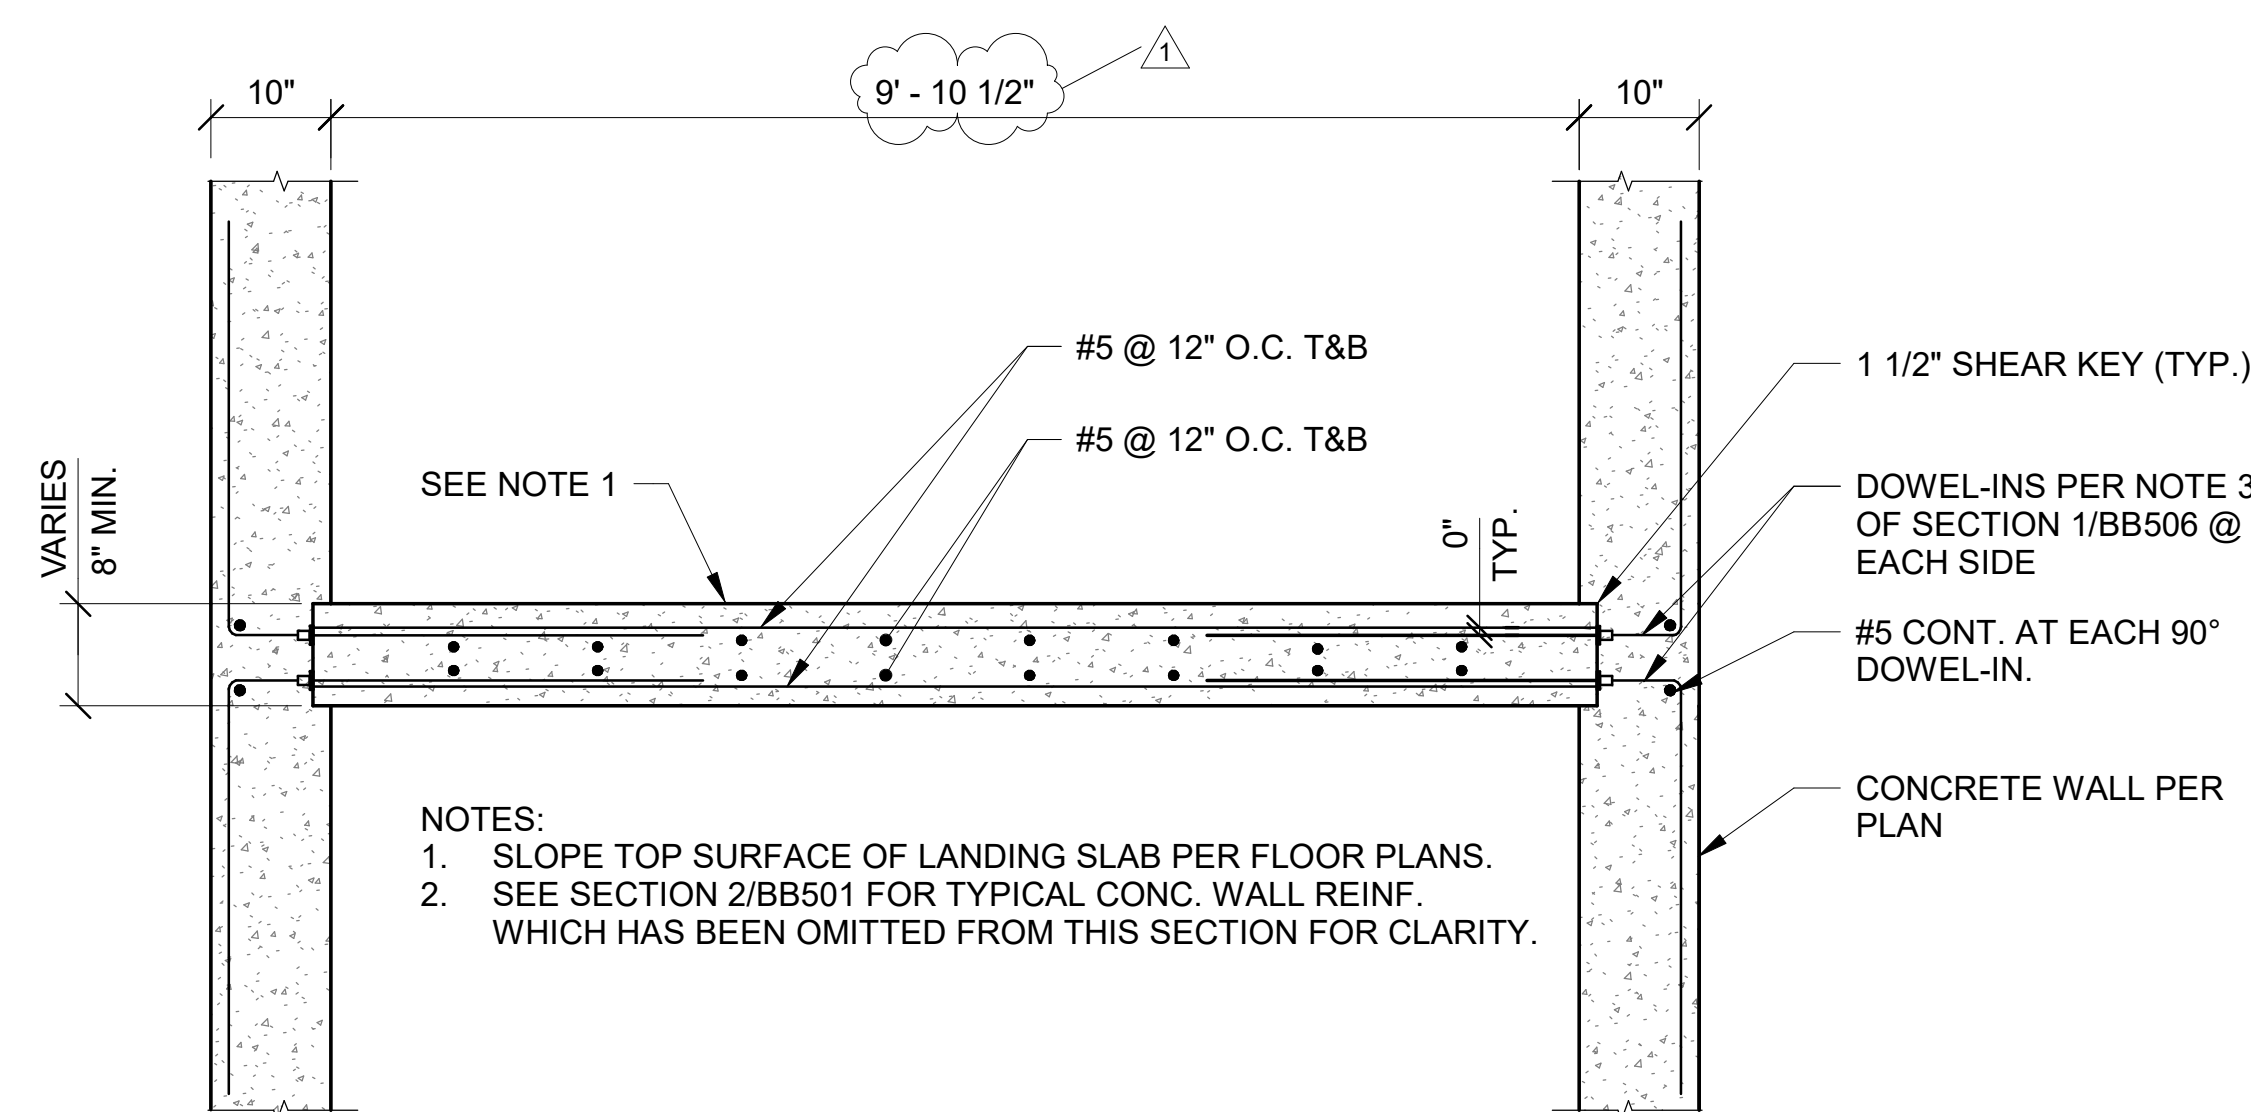 1
10"
9' - 10 1/2"
10"
#5 @ 12" O.C. T&B
1 1/2" SHEAR KEY (TYP.)
#5 @ 12" O.C. T&B
VARIES
8" MIN.
SEE NOTE 1
0"
TYP.
DOWEL-INS PER NOTE 3
OF SECTION 1/BB506 @
EACH SIDE
#5 CONT. AT EACH 90°
DOWEL-IN.
CONCRETE WALL PER
PLAN
NOTES:
1. SLOPE TOP SURFACE OF LANDING SLAB PER FLOOR PLANS.
2. SEE SECTION 2/BB501 FOR TYPICAL CONC. WALL REINF.
WHICH HAS BEEN OMITTED FROM THIS SECTION FOR CLARITY.